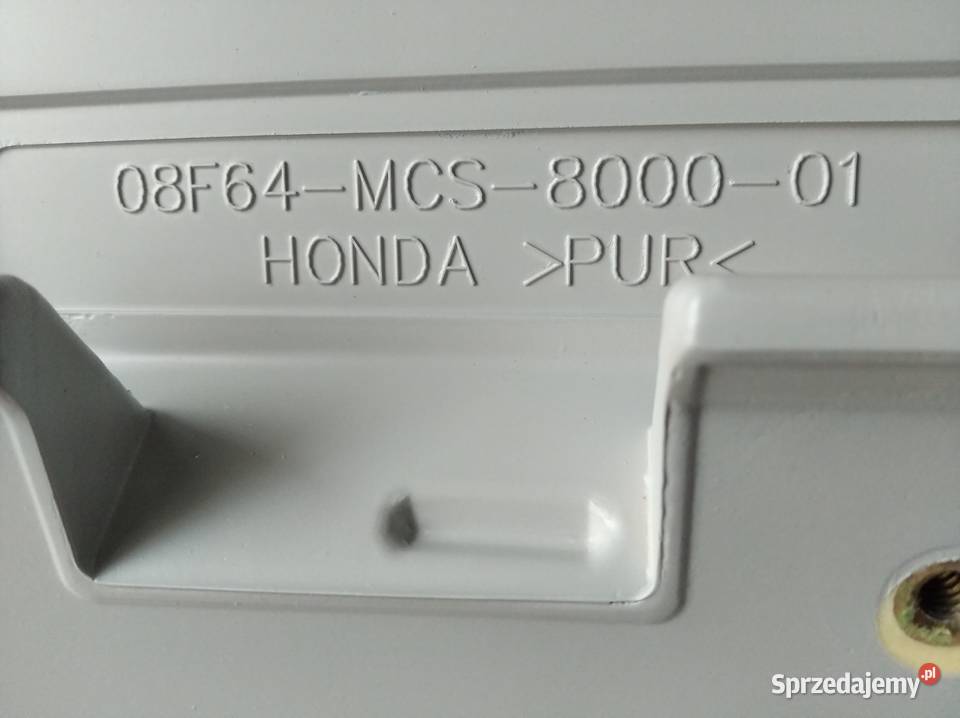 08F64-MCS-8000-01
HONDA >PUR<
Sprzedajemy.pl